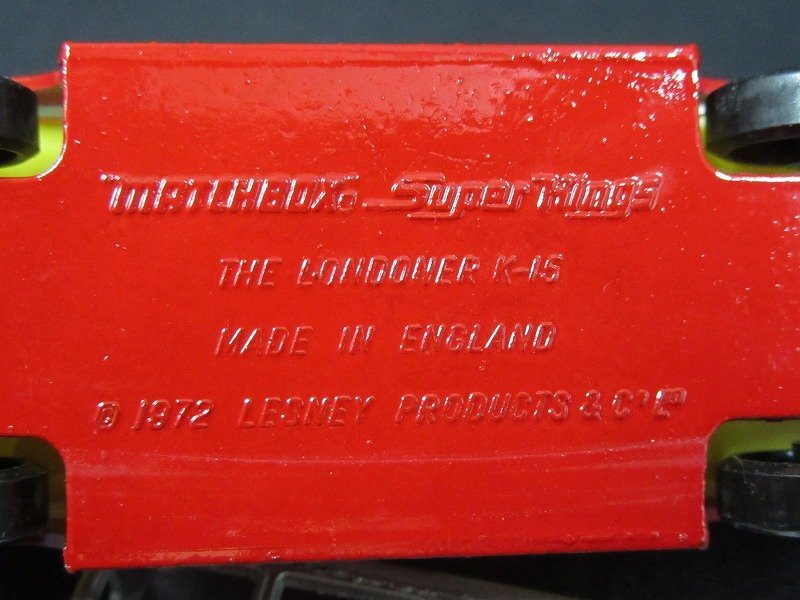 MATCHBOX. Super Kings
THE LONDONER K-15
MADE IN ENGLAND
© 1972 LESNEY PRODUCTS & Cº Lᵀᴰ